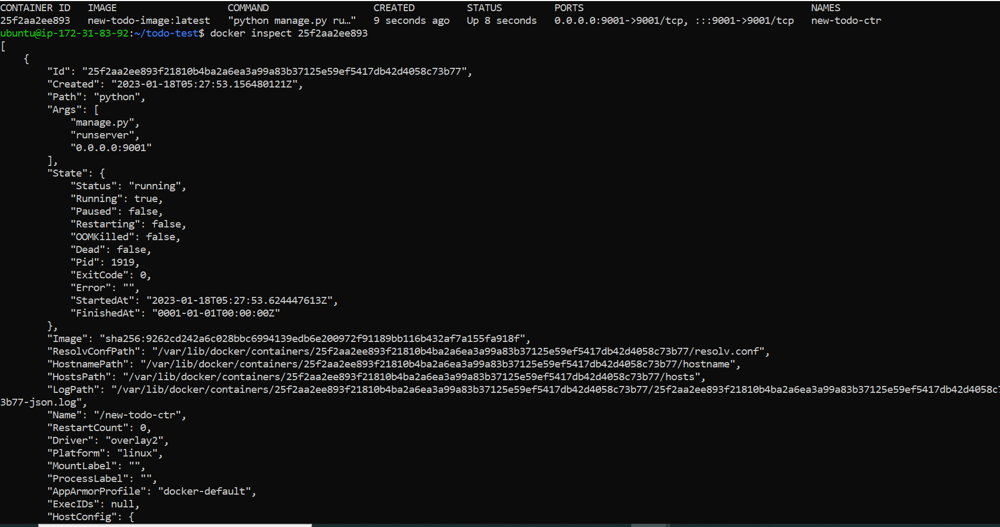 CONTAINER ID   IMAGE                   COMMAND                  CREATED         STATUS         PORTS                                       NAMES
25f2aa2ee893   new-todo-image:latest   "python manage.py ru…"   9 seconds ago   Up 8 seconds   0.0.0.0:9001->9001/tcp, :::9001->9001/tcp   new-todo-ctr
ubuntu@ip-172-31-83-92:~/todo-test$ docker inspect 25f2aa2ee893
[
    {
        "Id": "25f2aa2ee893f21810b4ba2a6ea3a99a83b37125e59ef5417db42d4058c73b77",
        "Created": "2023-01-18T05:27:53.156480121Z",
        "Path": "python",
        "Args": [
            "manage.py",
            "runserver",
            "0.0.0.0:9001"
        ],
        "State": {
            "Status": "running",
            "Running": true,
            "Paused": false,
            "Restarting": false,
            "OOMKilled": false,
            "Dead": false,
            "Pid": 1919,
            "ExitCode": 0,
            "Error": "",
            "StartedAt": "2023-01-18T05:27:53.624447613Z",
            "FinishedAt": "0001-01-01T00:00:00Z"
        },
        "Image": "sha256:9262cd242a6c028bbc6994139edb6e200972f91189bb116b432af7a155fa918f",
        "ResolvConfPath": "/var/lib/docker/containers/25f2aa2ee893f21810b4ba2a6ea3a99a83b37125e59ef5417db42d4058c73b77/resolv.conf",
        "HostnamePath": "/var/lib/docker/containers/25f2aa2ee893f21810b4ba2a6ea3a99a83b37125e59ef5417db42d4058c73b77/hostname",
        "HostsPath": "/var/lib/docker/containers/25f2aa2ee893f21810b4ba2a6ea3a99a83b37125e59ef5417db42d4058c73b77/hosts",
        "LogPath": "/var/lib/docker/containers/25f2aa2ee893f21810b4ba2a6ea3a99a83b37125e59ef5417db42d4058c73b77/25f2aa2ee893f21810b4ba2a6ea3a99a83b37125e59ef5417db42d4058c7
3b77-json.log",
        "Name": "/new-todo-ctr",
        "RestartCount": 0,
        "Driver": "overlay2",
        "Platform": "linux",
        "MountLabel": "",
        "ProcessLabel": "",
        "AppArmorProfile": "docker-default",
        "ExecIDs": null,
        "HostConfig": {